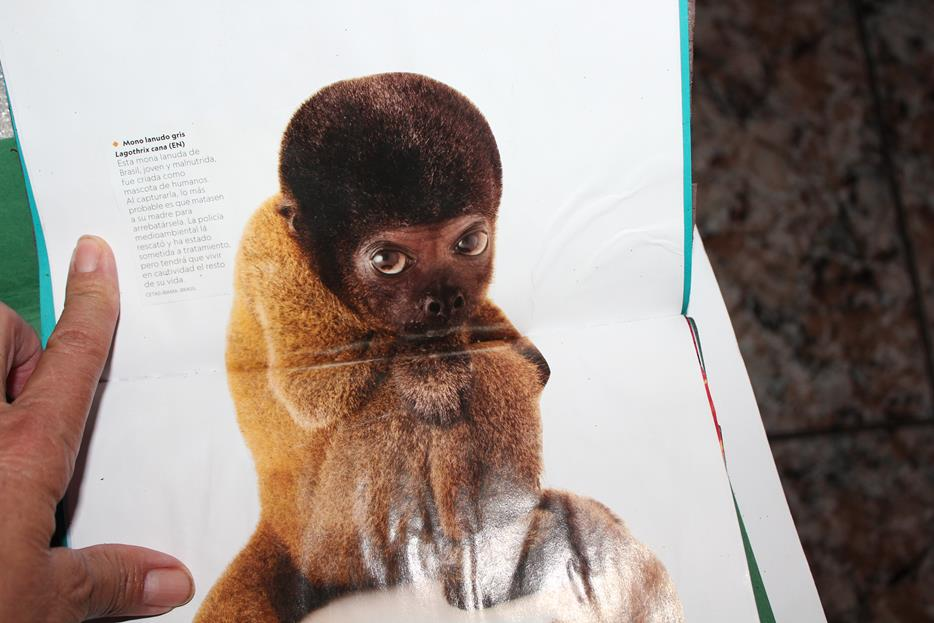 Mono lanudo gris
Lagothrix cana (EN)
Esta mona lanuda de
Brasil, joven y malnutrida,
fue criada como
mascota de humanos.
Al capturarla, lo más
probable es que matasen
a su madre para
arrebatársela. La policía
medioambiental la
rescató y ha estado
sometida a tratamiento,
pero tendrá que vivir
en cautividad el resto
de su vida.
CETAS-IBAMA, BRASIL